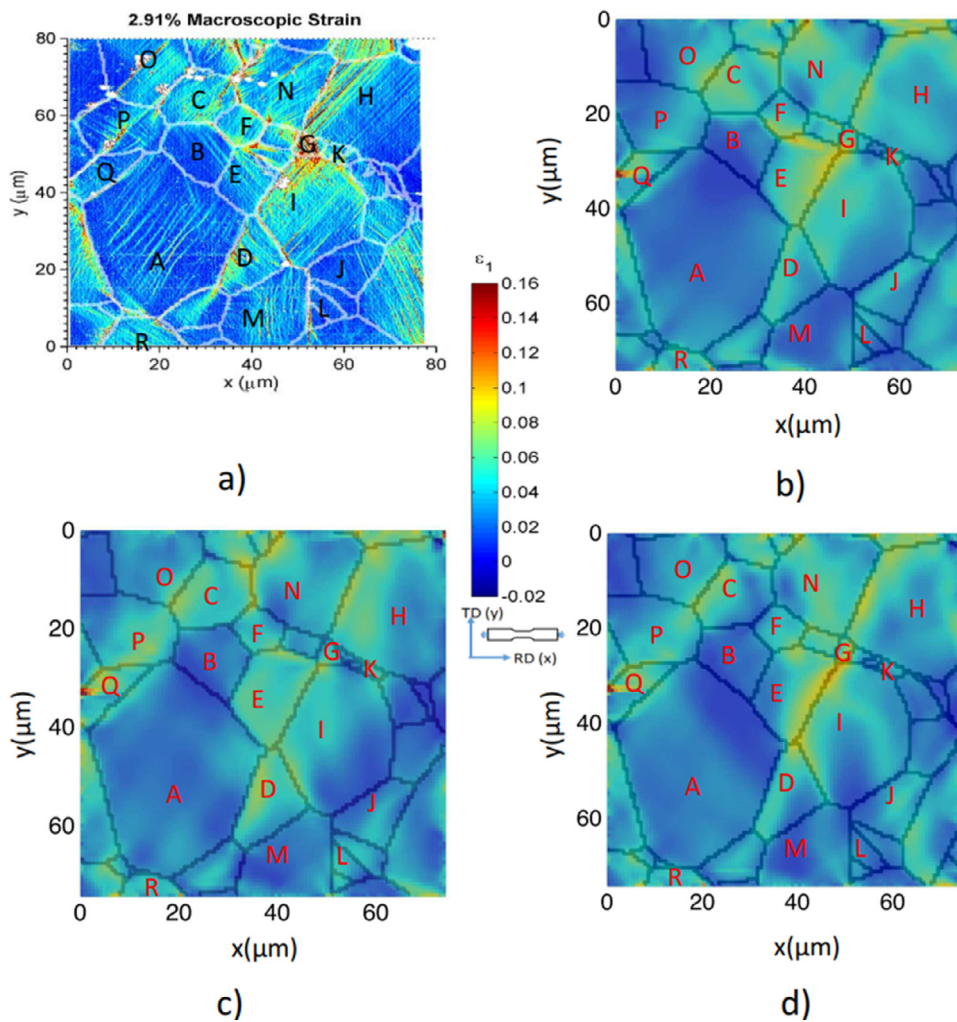 2.91% Macroscopic Strain
80
60
40
20
0
y (μm)
0 20 40 60 80
x (μm)
O
N
H
C
P
F
G
B
K
Q
E
I
A
D
J
M
L
R
a)
ε1
0.16
0.14
0.12
0.1
0.08
0.06
0.04
0.02
0
-0.02
TD (y)
RD (x)
0
20
40
60
y(μm)
0 20 40 60
x(μm)
O
C
N
H
P
F
G
B
K
Q
E
I
A
D
J
M
L
R
b)
0
20
40
60
y(μm)
0 20 40 60
x(μm)
O
C
N
H
P
F
G
B
K
Q
E
I
A
D
J
M
L
R
c)
0
20
40
60
y(μm)
0 20 40 60
x(μm)
O
C
N
H
P
F
G
B
K
Q
E
I
A
D
J
M
L
R
d)